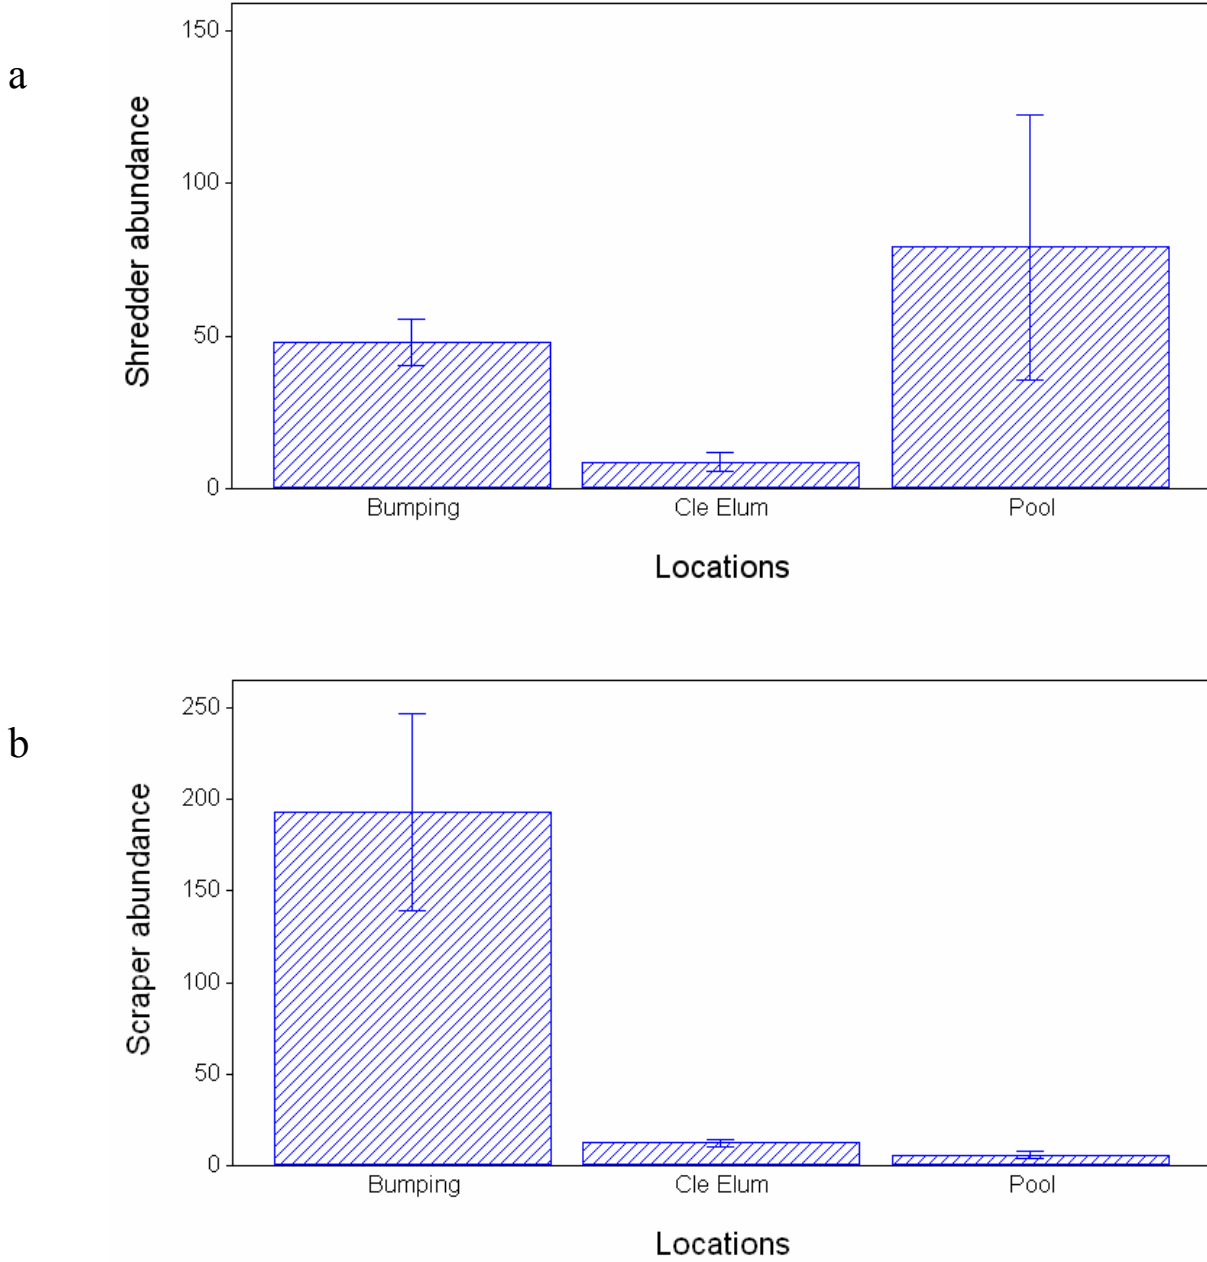 a
Shredder abundance
150
100
50
0
Bumping
Cle Elum
Pool
Locations
b
Scraper abundance
250
200
150
100
50
0
Bumping
Cle Elum
Pool
Locations